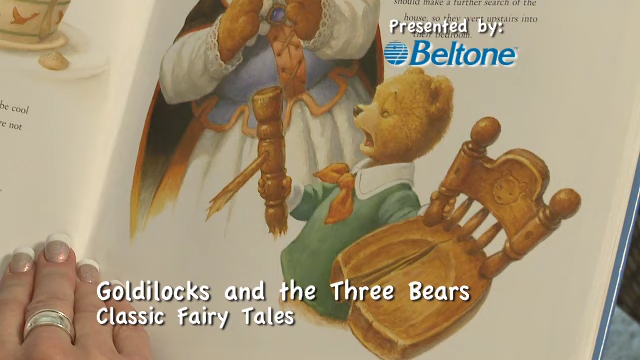 should make a further search of the
house, so they went upstairs into
their bedroom.
Presented by:
Beltone™
be cool
re not
Goldilocks and the Three Bears
Classic Fairy Tales